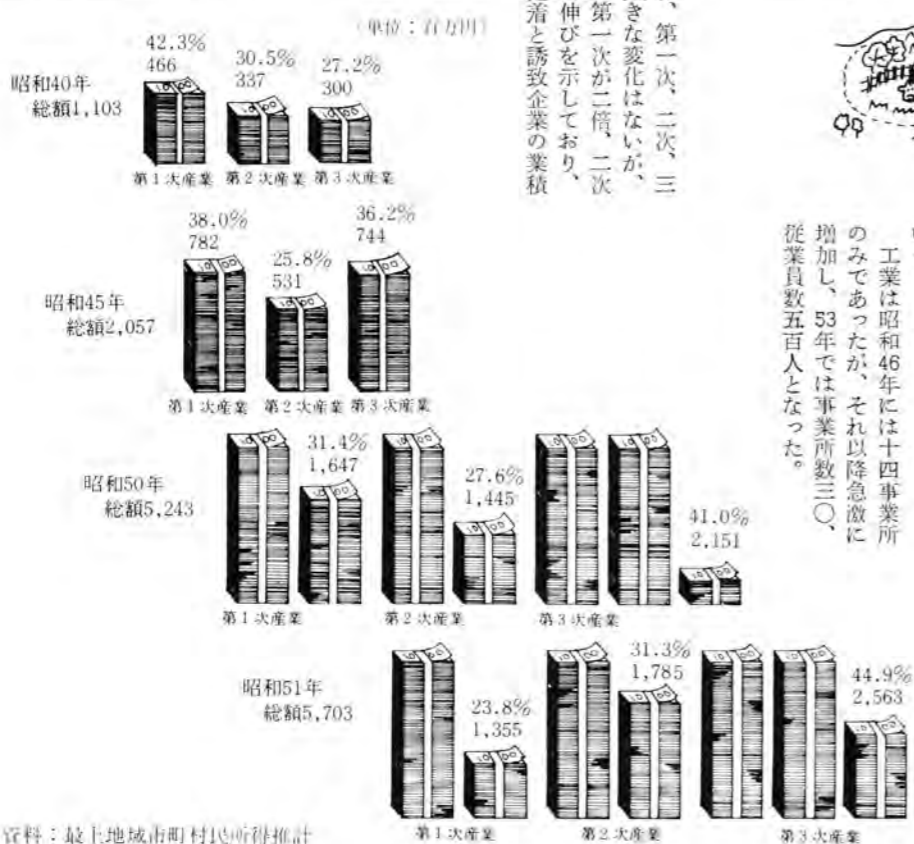 、第一次、二次、三
きな変化はないが、
第一次が二倍、二次
伸びを示しており、
着と誘致企業の業積
工業は昭和46年には十四事業所
のみであったが、それ以降急激に
増加し、53年では事業所数三〇、
従業員数五百人となった。
(単位:百万円)
昭和40年
総額1,103
42.3%
466
30.5%
337
27.2%
300
第1次産業 第2次産業 第3次産業
昭和45年
総額2,057
38.0%
782
25.8%
531
36.2%
744
第1次産業 第2次産業 第3次産業
昭和50年
総額5,243
31.4%
1,647
27.6%
1,445
41.0%
2,151
第1次産業 第2次産業 第3次産業
昭和51年
総額5,703
23.8%
1,355
31.3%
1,785
44.9%
2,563
第1次産業 第2次産業 第3次産業
資料:最上地域市町村民所得推計